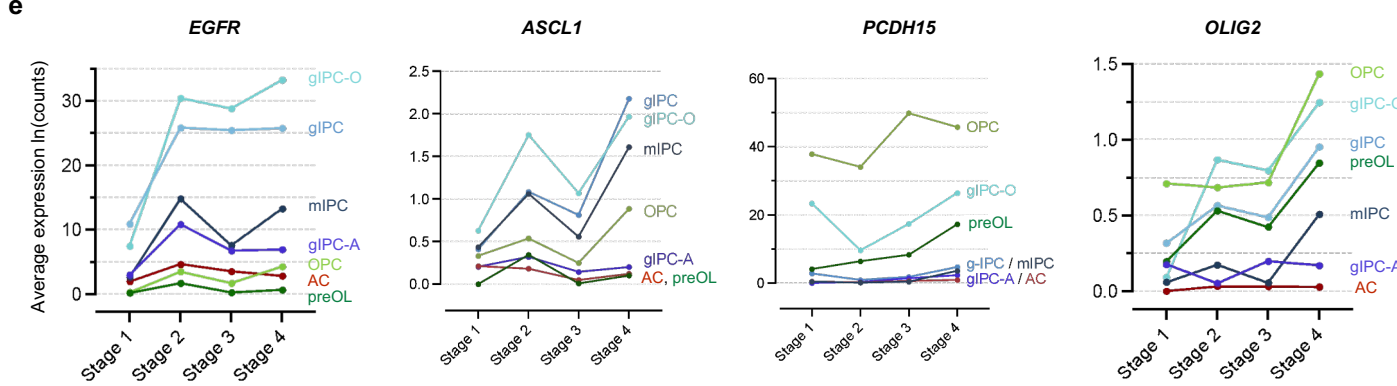 e
EGFR
Average expression ln(counts)
30
20
10
0
gIPC-O
gIPC
mIPC
gIPC-A
OPC
AC
preOL
Stage 1
Stage 2
Stage 3
Stage 4
ASCL1
2.5
2.0
1.5
1.0
0.5
0.0
gIPC
gIPC-O
mIPC
OPC
gIPC-A
AC, preOL
Stage 1
Stage 2
Stage 3
Stage 4
PCDH15
60
40
20
0
OPC
gIPC-O
preOL
g-IPC / mIPC
gIPC-A / AC
Stage 1
Stage 2
Stage 3
Stage 4
OLIG2
1.5
1.0
0.5
0.0
OPC
gIPC-O
gIPC
preOL
mIPC
gIPC-A
AC
Stage 1
Stage 2
Stage 3
Stage 4